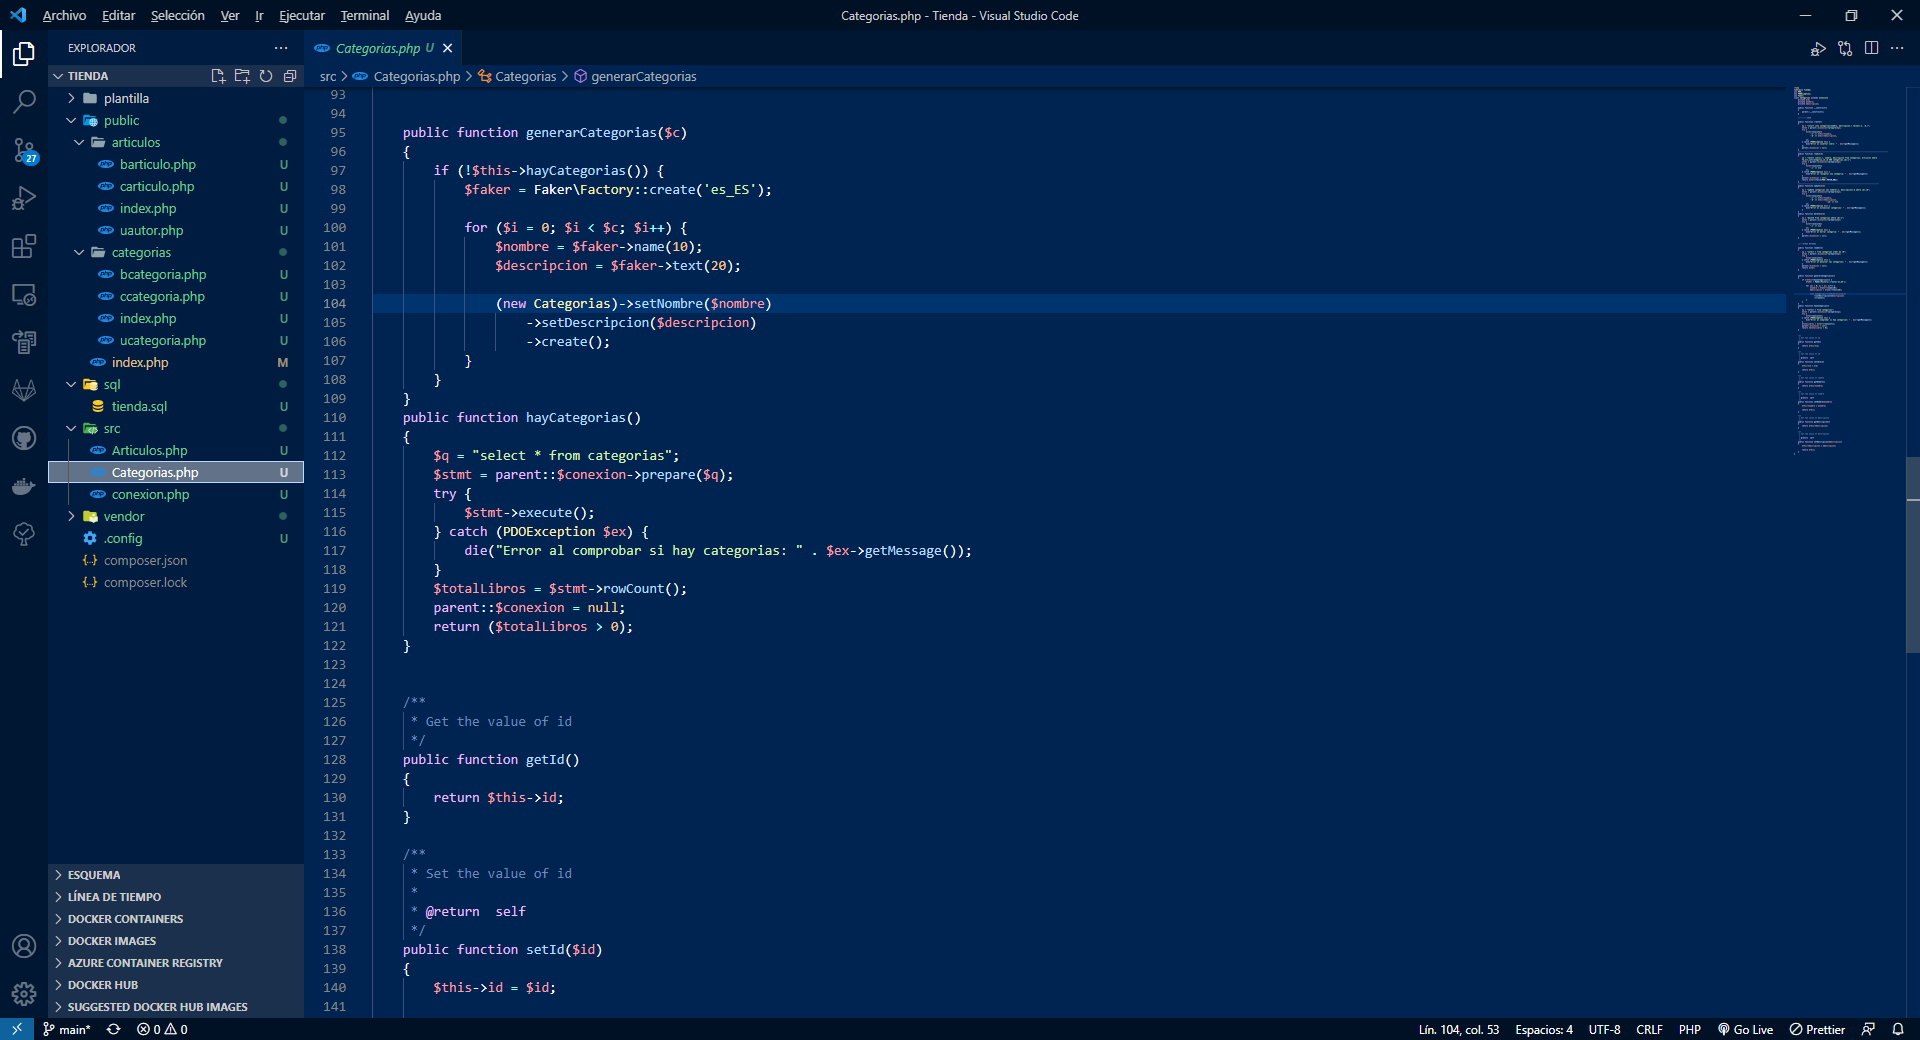 Archivo Editar Selección Ver Ir Ejecutar Terminal Ayuda
Categorias.php - Tienda - Visual Studio Code
EXPLORADOR
TIENDA
plantilla
public
articulos
barticulo.php U
carticulo.php U
index.php U
uautor.php U
categorias
bcategoria.php U
ccategoria.php U
index.php U
ucategoria.php U
index.php M
sql
tienda.sql U
src
Articulos.php U
Categorias.php U
conexion.php U
vendor
.config U
composer.json
composer.lock
ESQUEMA
LÍNEA DE TIEMPO
DOCKER CONTAINERS
DOCKER IMAGES
AZURE CONTAINER REGISTRY
DOCKER HUB
SUGGESTED DOCKER HUB IMAGES
27
Categorias.php U
src > Categorias.php > Categorias > generarCategorias
93
94
95 public function generarCategorias($c)
96 {
97 if (!$this->hayCategorias()) {
98 $faker = Faker\Factory::create('es_ES');
99
100 for ($i = 0; $i < $c; $i++) {
101 $nombre = $faker->name(10);
102 $descripcion = $faker->text(20);
103
104 (new Categorias)->setNombre($nombre)
105 ->setDescripcion($descripcion)
106 ->create();
107 }
108 }
109 }
110 public function hayCategorias()
111 {
112 $q = "select * from categorias";
113 $stmt = parent::$conexion->prepare($q);
114 try {
115 $stmt->execute();
116 } catch (PDOException $ex) {
117 die("Error al comprobar si hay categorias: " . $ex->getMessage());
118 }
119 $totalLibros = $stmt->rowCount();
120 parent::$conexion = null;
121 return ($totalLibros > 0);
122 }
123
124
125 /**
126 * Get the value of id
127 */
128 public function getId()
129 {
130 return $this->id;
131 }
132
133 /**
134 * Set the value of id
135 *
136 * @return  self
137 */
138 public function setId($id)
139 {
140 $this->id = $id;
141
main* 0 0
Lín. 104, col. 53 Espacios: 4 UTF-8 CRLF PHP Go Live Prettier